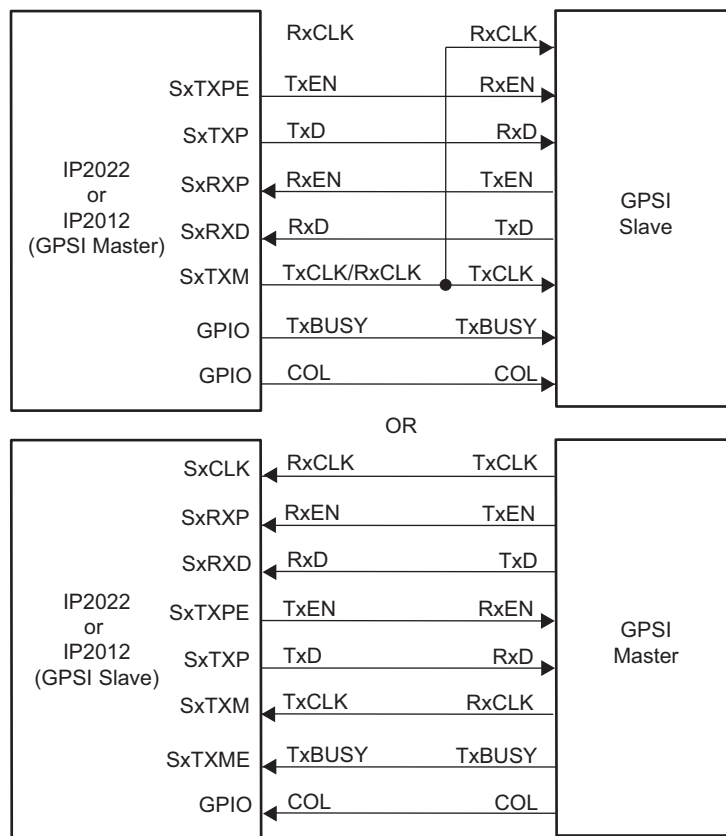 RxCLK RxCLK
SxTXPE TxEN RxEN
SxTXP TxD RxD
SxRXP RxEN TxEN
SxRXD RxD TxD
SxTXM TxCLK/RxCLK TxCLK
GPIO TxBUSY TxBUSY
GPIO COL COL
IP2022
or
IP2012
(GPSI Master)
GPSI
Slave
OR
SxCLK RxCLK TxCLK
SxRXP RxEN TxEN
SxRXD RxD TxD
SxTXPE TxEN RxEN
SxTXP TxD RxD
SxTXM TxCLK RxCLK
SxTXME TxBUSY TxBUSY
GPIO COL COL
IP2022
or
IP2012
(GPSI Slave)
GPSI
Master